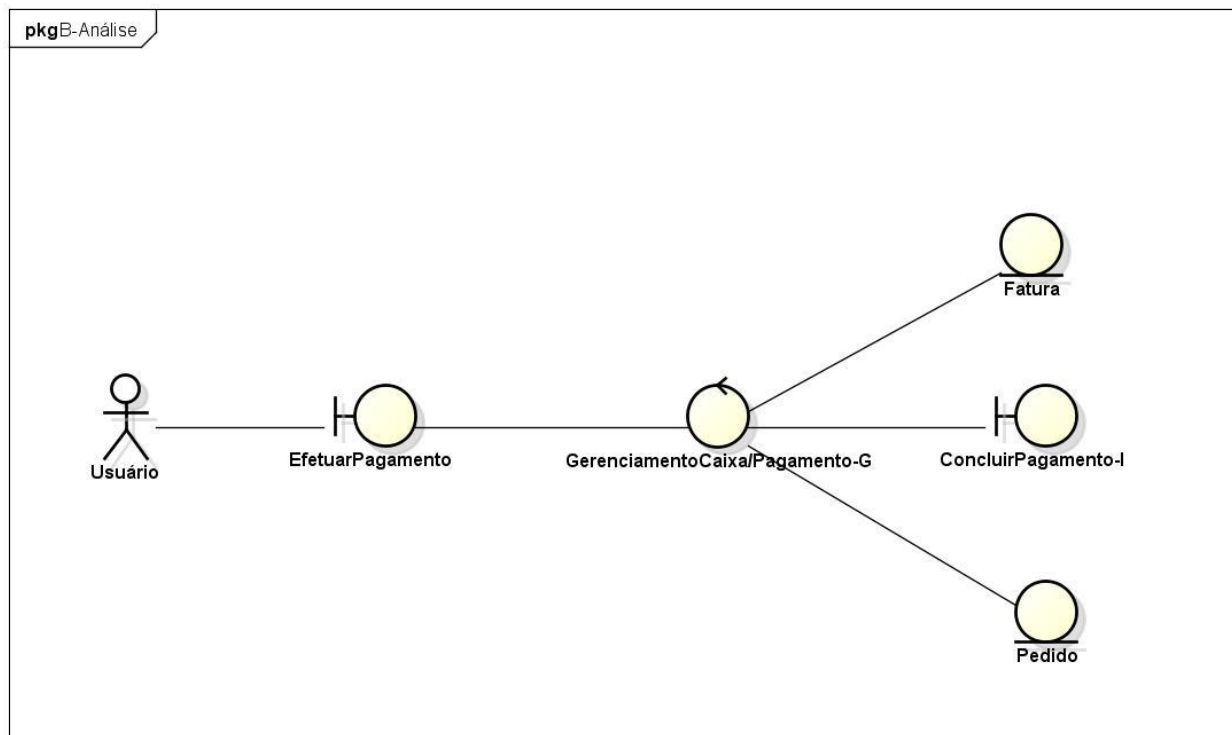 pkgB-Análise
Fatura
Usuário
EfetuarPagamento
GerenciamentoCaixa/Pagamento-G
ConcluirPagamento-I
Pedido